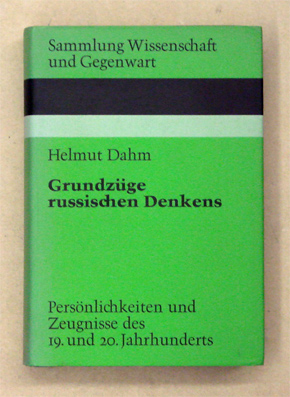 Sammlung Wissenschaft
und Gegenwart
Helmut Dahm
Grundzüge
russischen Denkens
Persönlichkeiten und
Zeugnisse des
19. und 20. Jahrhunderts